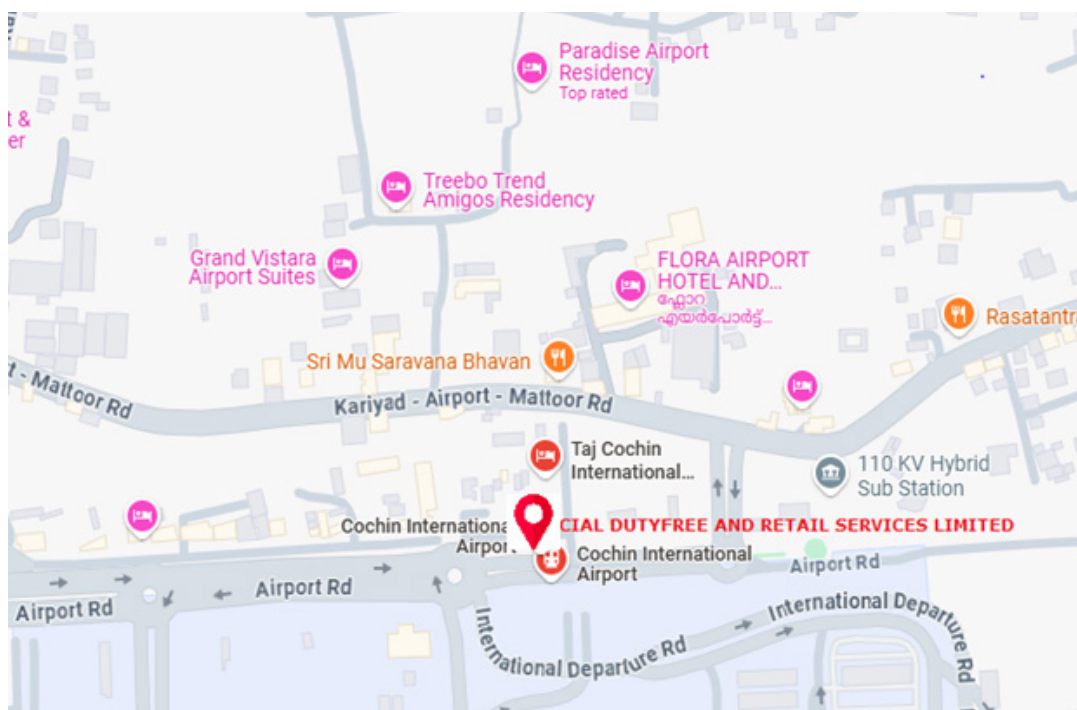 Paradise Airport
Residency
Top rated
t &
er
Treebo Trend
Amigos Residency
Grand Vistara
Airport Suites
FLORA AIRPORT
HOTEL AND...
ഫ്ലോറ
എയർപോർട്ട്...
Rasatantra
Sri Mu Saravana Bhavan
t - Mattoor Rd
Kariyad - Airport - Mattoor Rd
Taj Cochin
International...
110 KV Hybrid
Sub Station
Cochin Internationa
Airport
CIAL DUTYFREE AND RETAIL SERVICES LIMITED
Cochin International
Airport
Airport Rd
Airport Rd
Airport Rd
International Departure Rd
International Departure Rd